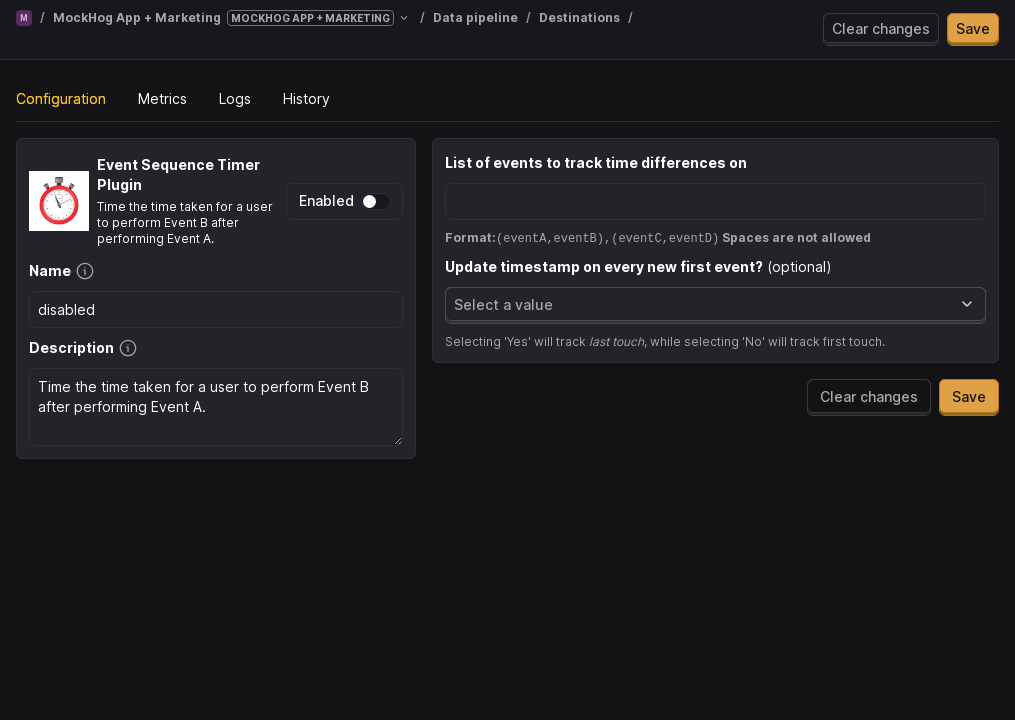 M / MockHog App + Marketing MOCKHOG APP + MARKETING / Data pipeline / Destinations /
Clear changes Save
Configuration Metrics Logs History
Event Sequence Timer
Plugin
Time the time taken for a user
to perform Event B after
performing Event A.
Enabled
Name
disabled
Description
Time the time taken for a user to perform Event B
after performing Event A.
List of events to track time differences on
Format:(eventA,eventB),(eventC,eventD) Spaces are not allowed
Update timestamp on every new first event? (optional)
Select a value
Selecting 'Yes' will track last touch, while selecting 'No' will track first touch.
Clear changes Save